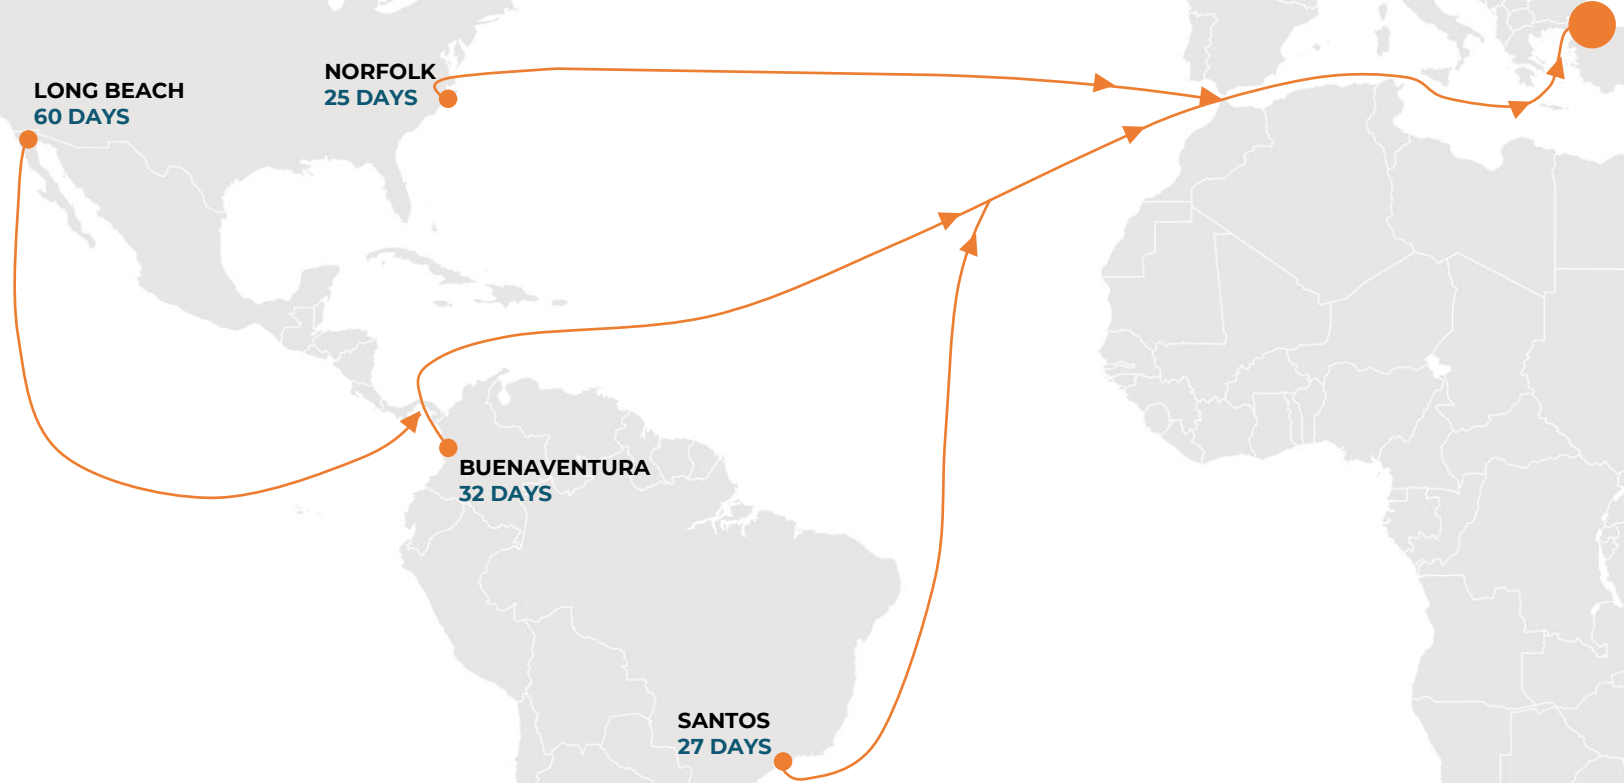 LONG BEACH
60 DAYS
NORFOLK
25 DAYS
BUENAVENTURA
32 DAYS
SANTOS
27 DAYS